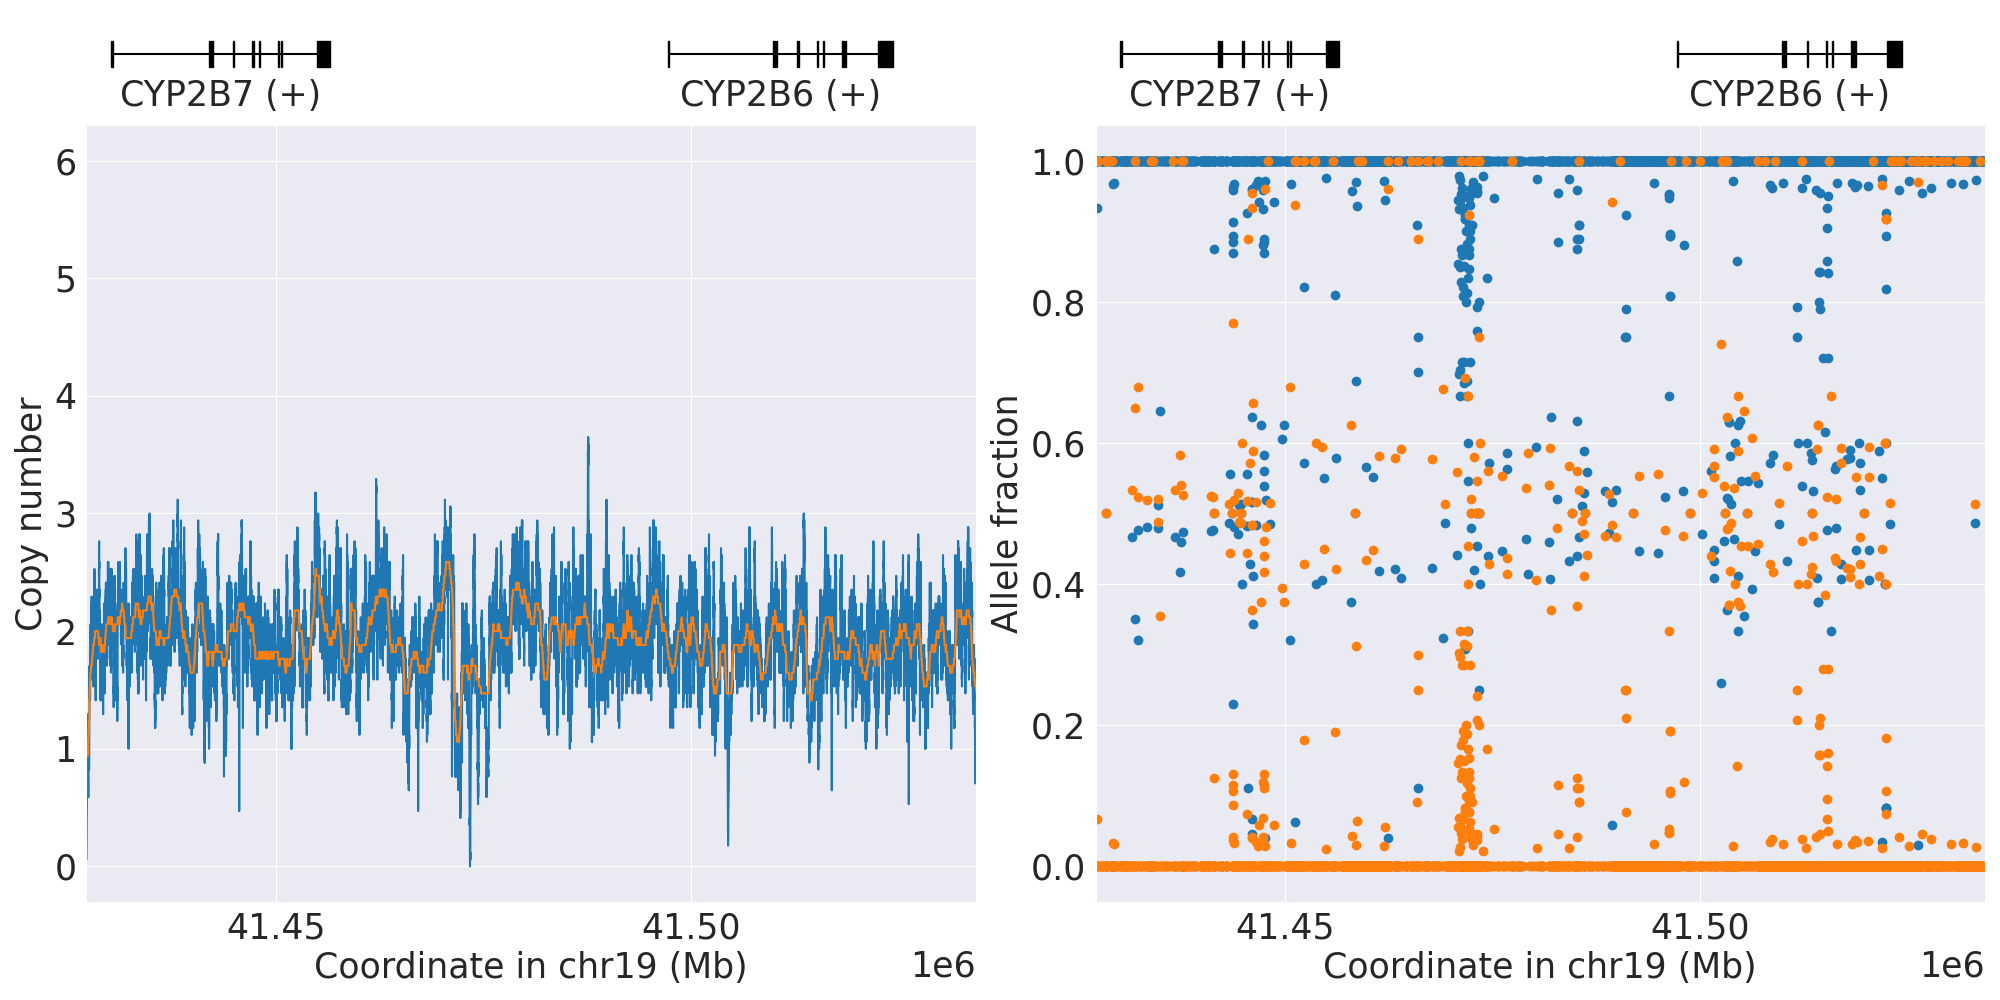 CYP2B7 (+) CYP2B6 (+)
CYP2B7 (+) CYP2B6 (+)
Copy number
6
5
4
3
2
1
0
41.45 41.50
Coordinate in chr19 (Mb) 1e6
Allele fraction
1.0
0.8
0.6
0.4
0.2
0.0
41.45 41.50
Coordinate in chr19 (Mb) 1e6